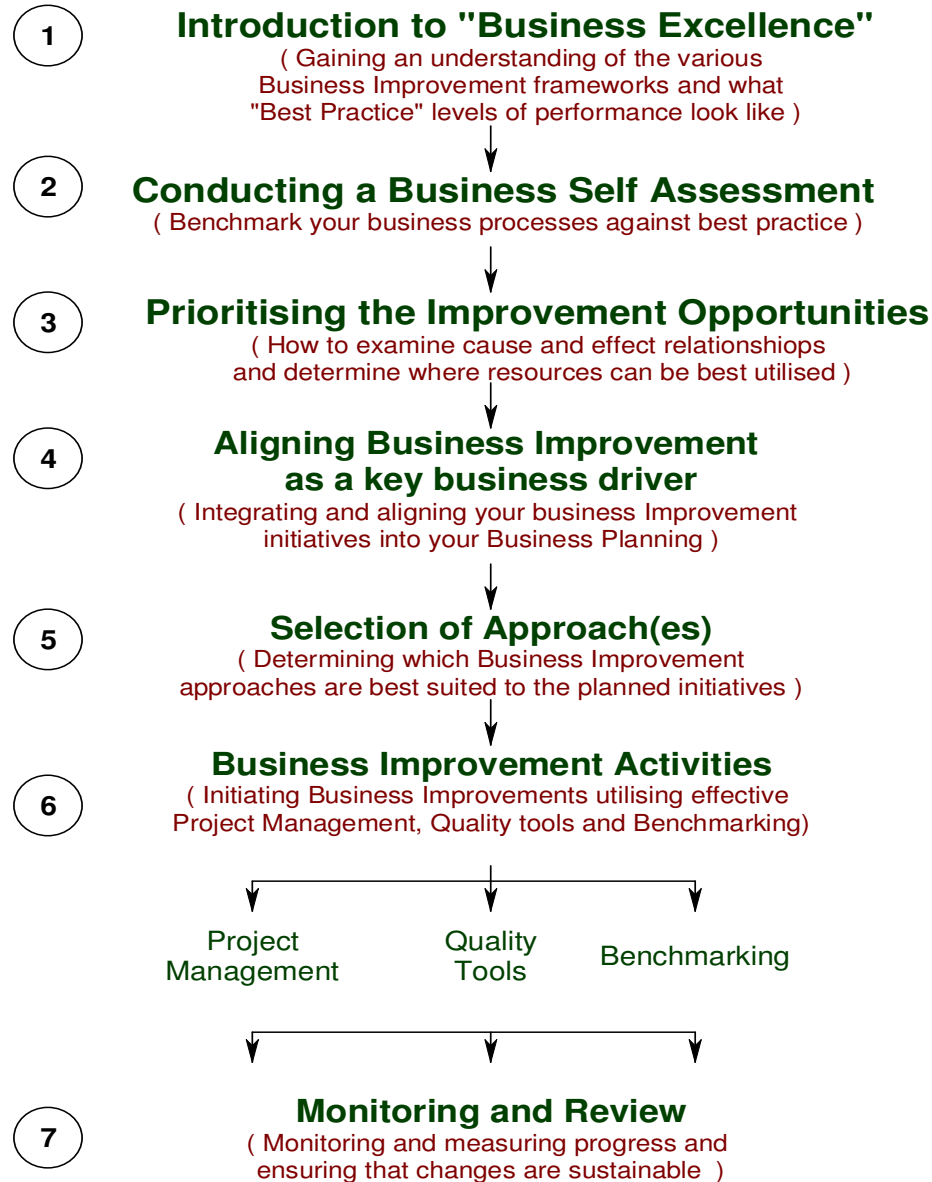 1
Introduction to "Business Excellence"
( Gaining an understanding of the various
Business Improvement frameworks and what
"Best Practice" levels of performance look like )
2
Conducting a Business Self Assessment
( Benchmark your business processes against best practice )
3
Prioritising the Improvement Opportunities
( How to examine cause and effect relationshiops
and determine where resources can be best utilised )
4
Aligning Business Improvement
as a key business driver
( Integrating and aligning your business Improvement
initiatives into your Business Planning )
5
Selection of Approach(es)
( Determining which Business Improvement
approaches are best suited to the planned initiatives )
6
Business Improvement Activities
( Initiating Business Improvements utilising effective
Project Management, Quality tools and Benchmarking)
Project
Management
Quality
Tools
Benchmarking
7
Monitoring and Review
( Monitoring and measuring progress and
ensuring that changes are sustainable )